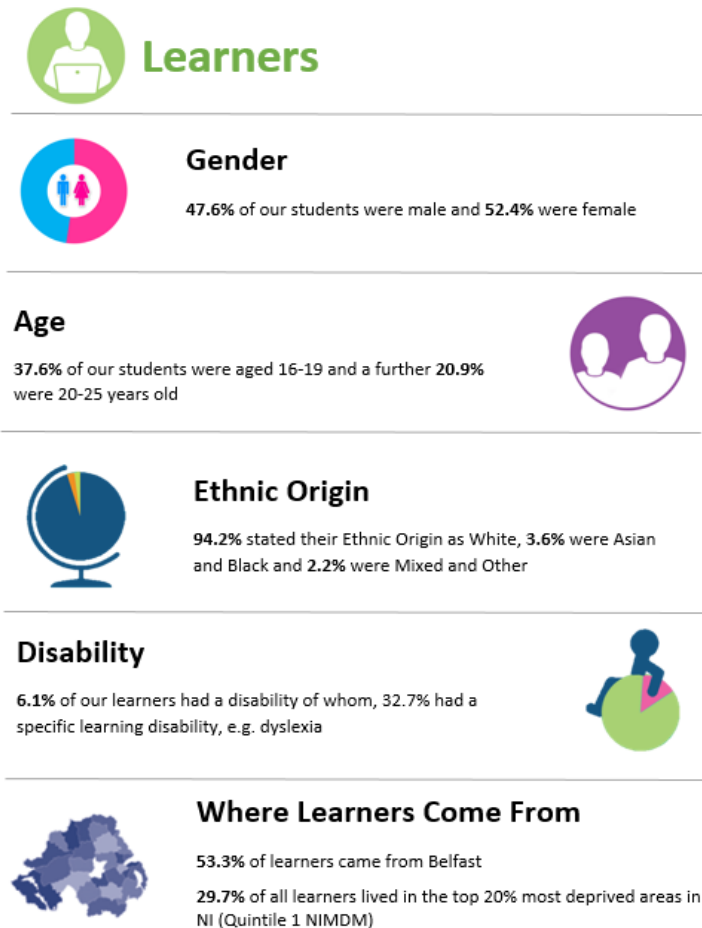 Learners
Gender
47.6% of our students were male and 52.4% were female
Age
37.6% of our students were aged 16-19 and a further 20.9%
were 20-25 years old
Ethnic Origin
94.2% stated their Ethnic Origin as White, 3.6% were Asian
and Black and 2.2% were Mixed and Other
Disability
6.1% of our learners had a disability of whom, 32.7% had a
specific learning disability, e.g. dyslexia
Where Learners Come From
53.3% of learners came from Belfast
29.7% of all learners lived in the top 20% most deprived areas in
NI (Quintile 1 NIMDM)